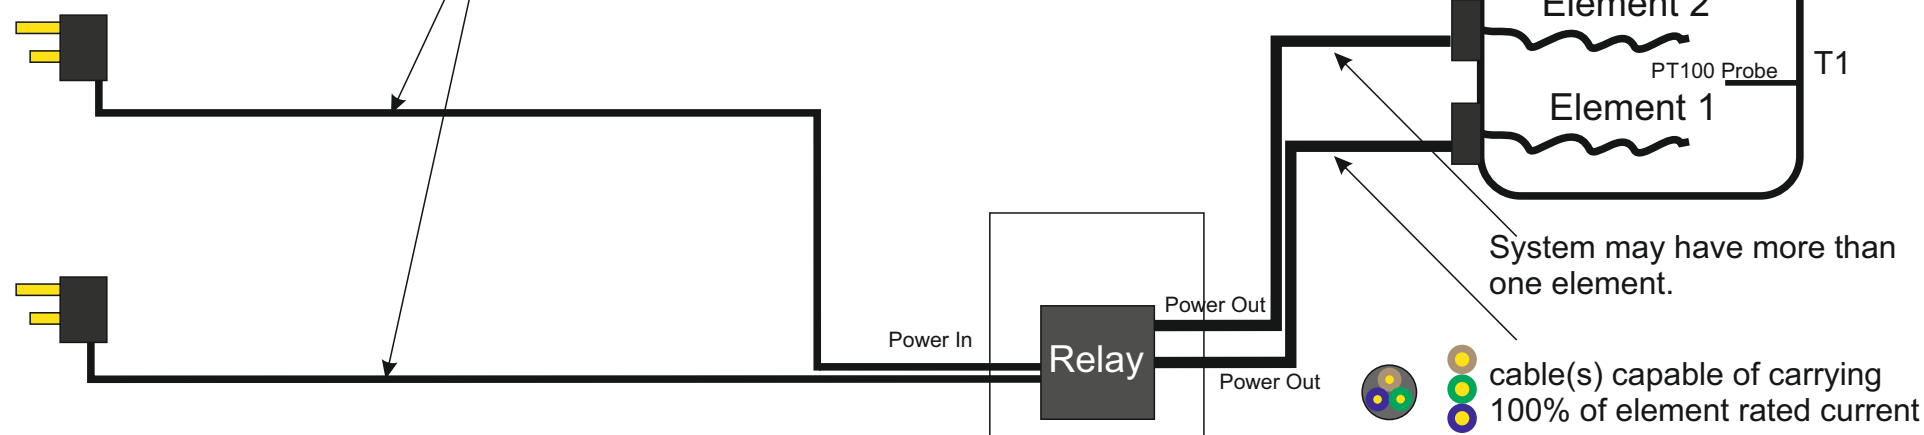 Element 2
PT100 Probe
T1
Element 1
System may have more than
one element.
Power Out
Power In
Relay
Power Out
cable(s) capable of carrying
100% of element rated current